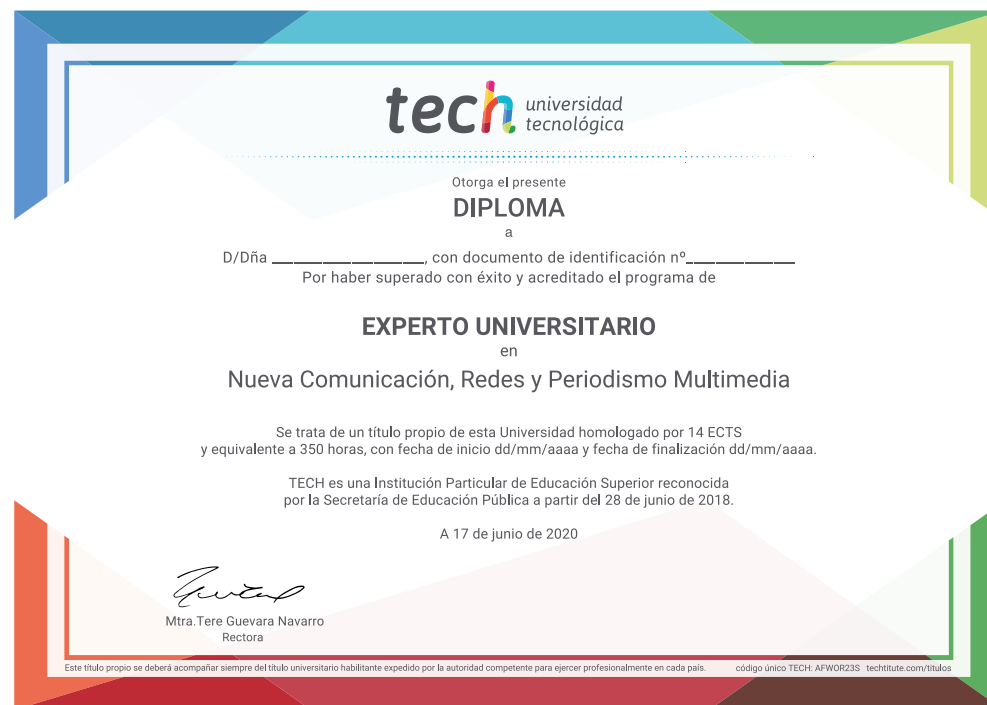 tech universidad
tecnológica
Otorga el presente
DIPLOMA
a
D/Dña ____________________, con documento de identificación nº______________
Por haber superado con éxito y acreditado el programa de
EXPERTO UNIVERSITARIO
en
Nueva Comunicación, Redes y Periodismo Multimedia
Se trata de un título propio de esta Universidad homologado por 14 ECTS
y equivalente a 350 horas, con fecha de inicio dd/mm/aaaa y fecha de finalización dd/mm/aaaa.
TECH es una Institución Particular de Educación Superior reconocida
por la Secretaría de Educación Pública a partir del 28 de junio de 2018.
A 17 de junio de 2020
Mtra.Tere Guevara Navarro
Rectora
Este título propio se deberá acompañar siempre del título universitario habilitante expedido por la autoridad competente para ejercer profesionalmente en cada país. código único TECH: AFWOR23S techtitute.com/titulos